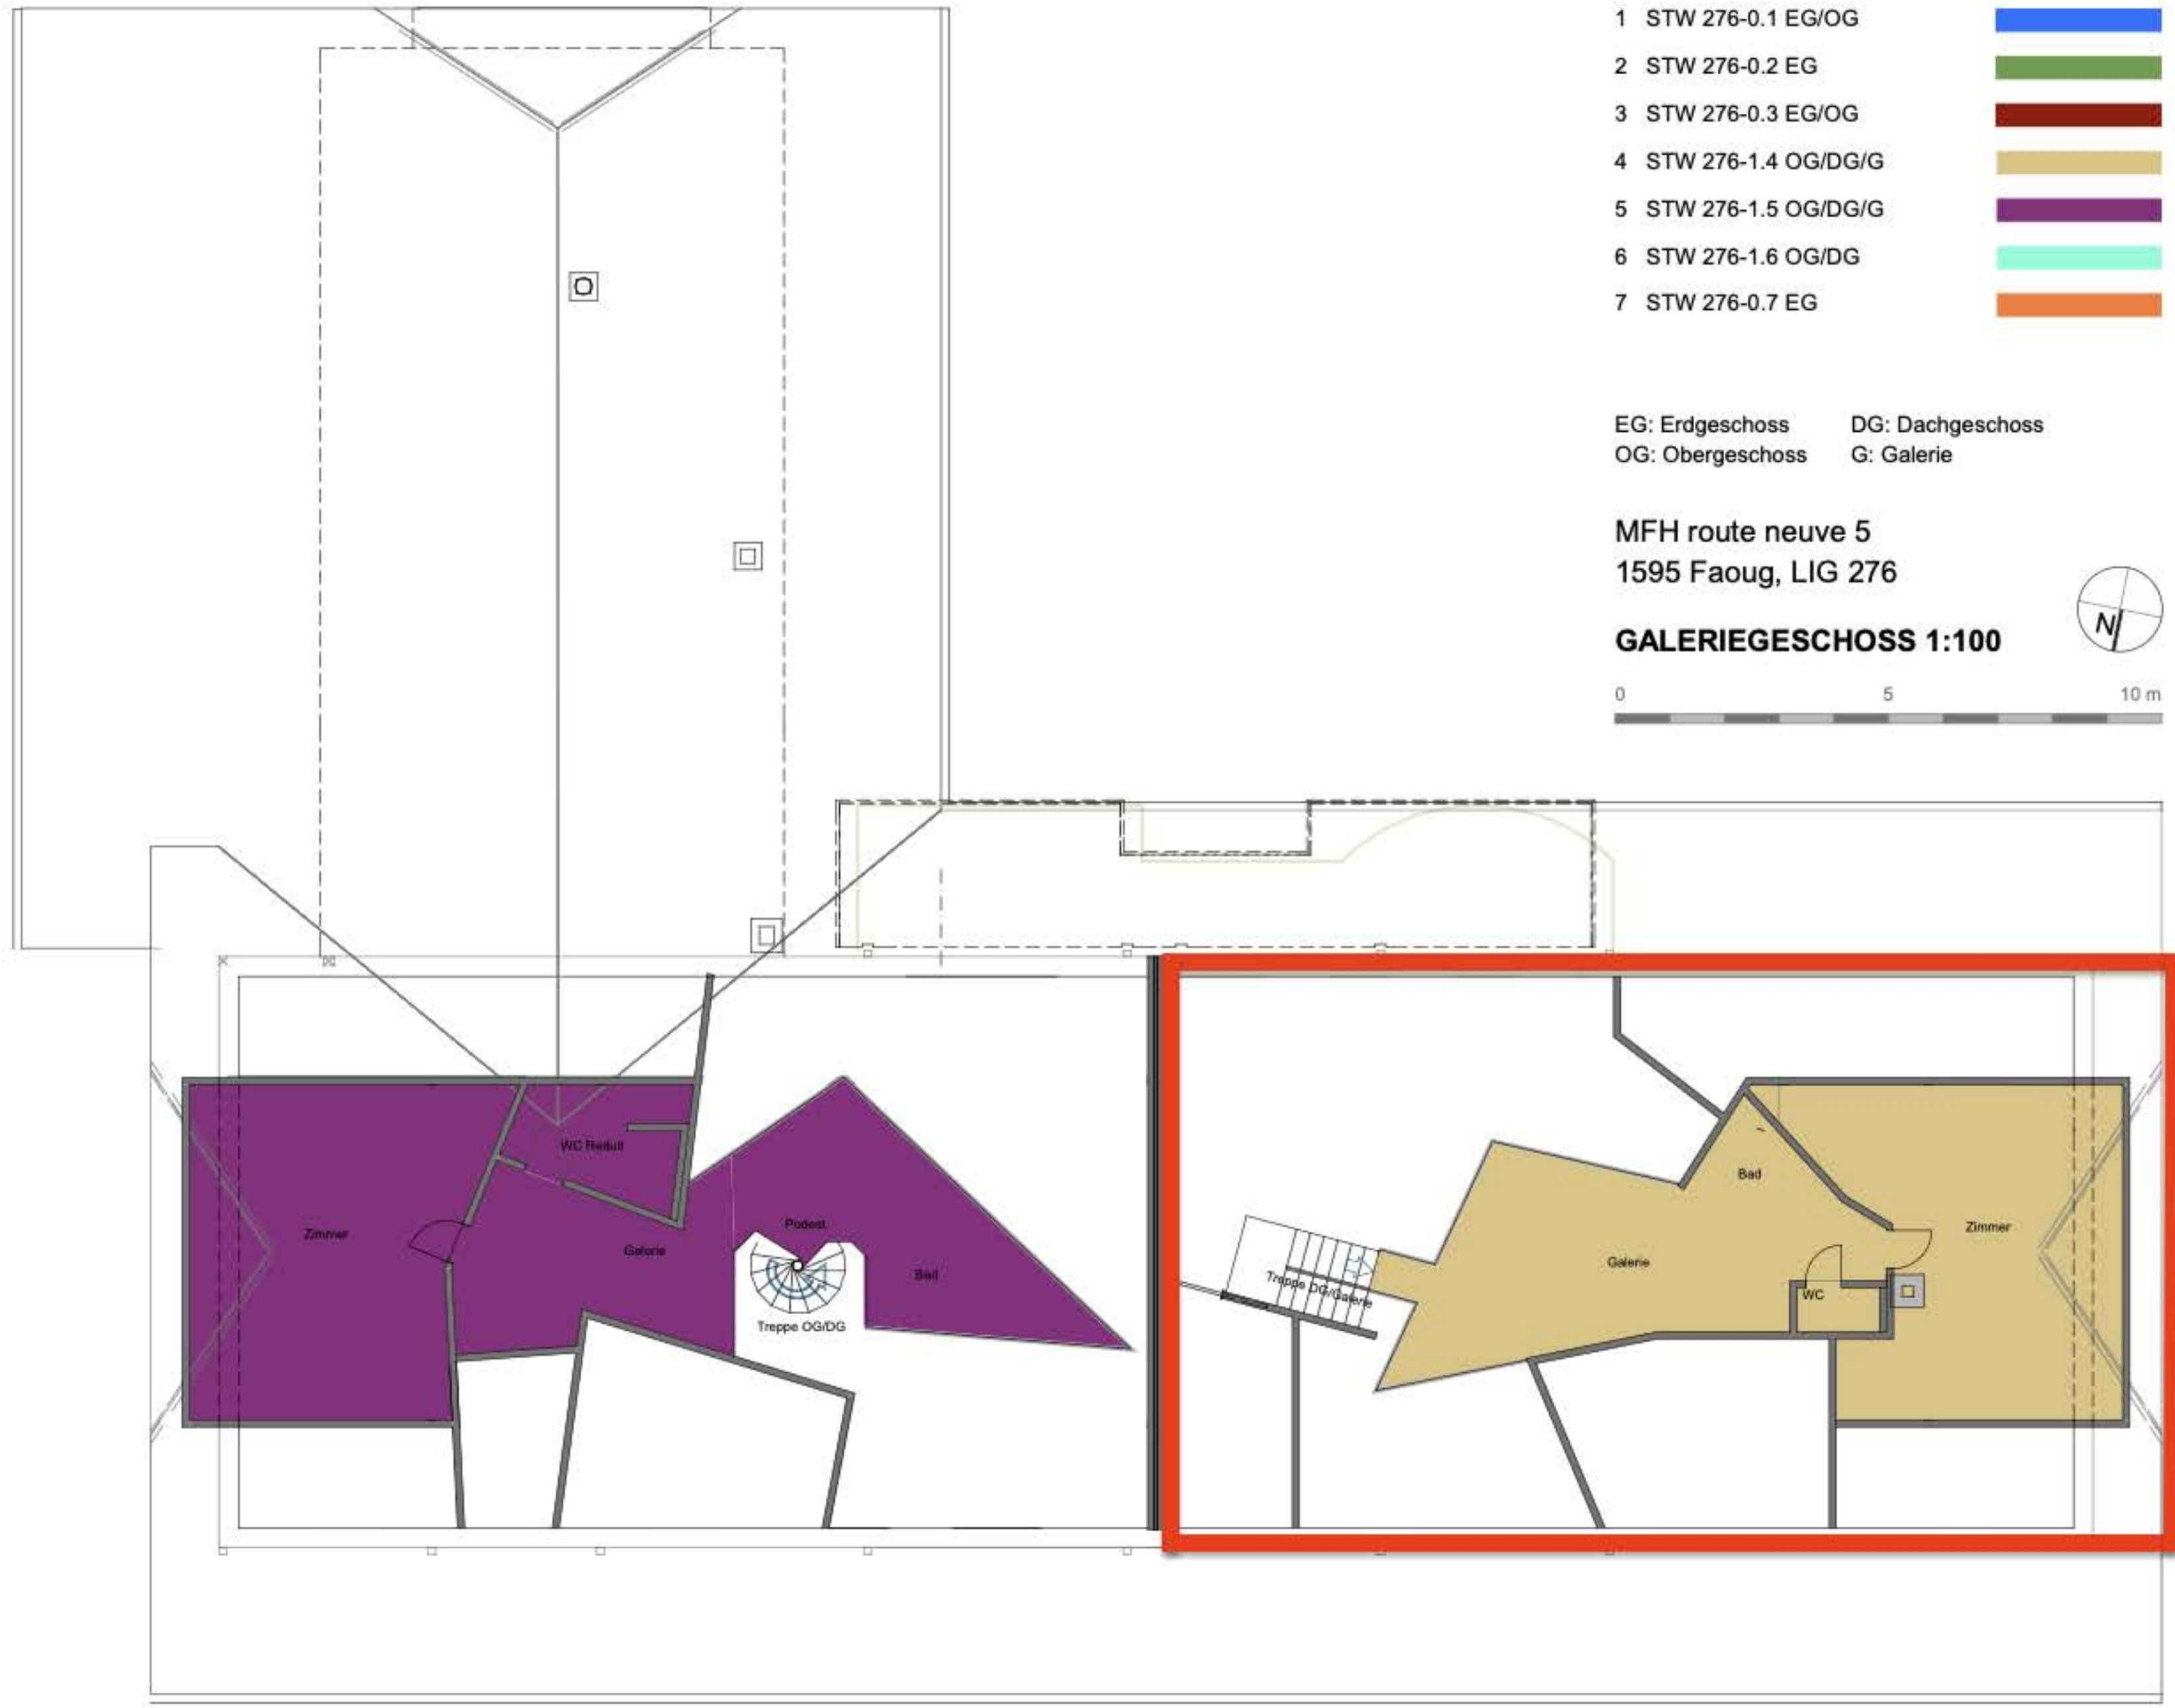 1 STW 276-0.1 EG/OG
2 STW 276-0.2 EG
3 STW 276-0.3 EG/OG
4 STW 276-1.4 OG/DG/G
5 STW 276-1.5 OG/DG/G
6 STW 276-1.6 OG/DG
7 STW 276-0.7 EG
EG: Erdgeschoss DG: Dachgeschoss
OG: Obergeschoss G: Galerie
MFH route neuve 5
1595 Faoug, LIG 276
N
GALERIEGESCHOSS 1:100
0 5 10 m
WC Reduit
Zimmer
Galerie
Podest
Bad
Treppe OG/DG
Treppe DG/Galerie
Galerie
Bad
Zimmer
WC